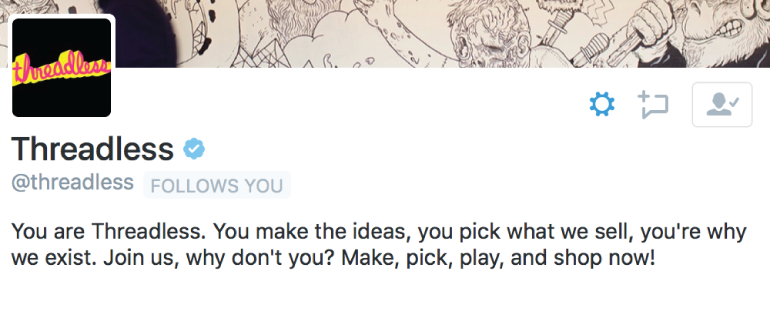 threadless
Threadless
@threadless FOLLOWS YOU
You are Threadless. You make the ideas, you pick what we sell, you're why
we exist. Join us, why don't you? Make, pick, play, and shop now!